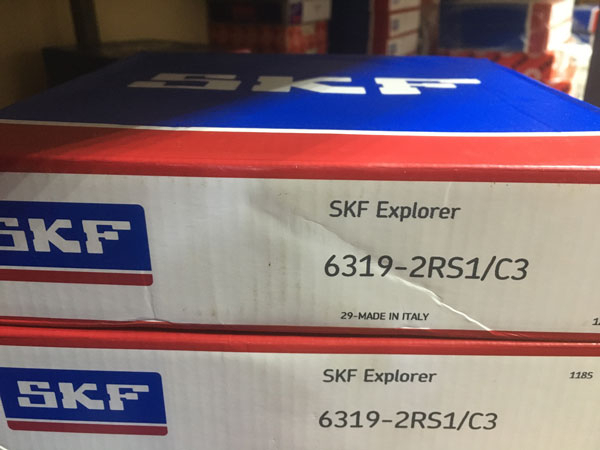 SKF
SKF
SKF Explorer
6319-2RS1/C3
29-MADE IN ITALY
SKF
SKF Explorer
1185
6319-2RS1/C3